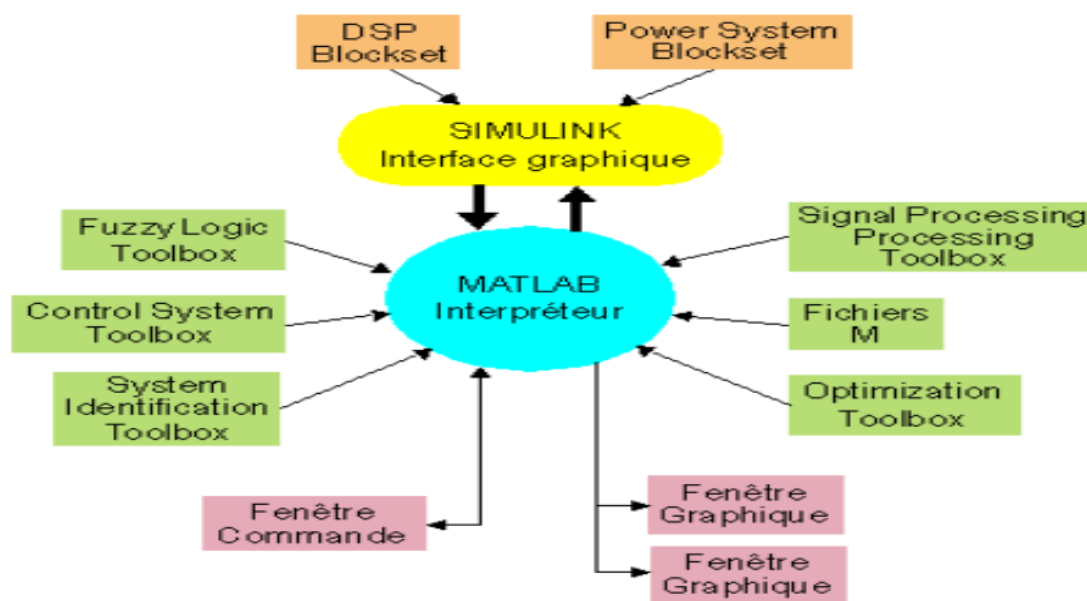 DSP
Blockset
Power System
Blockset
SIMULINK
Interface graphique
Fuzzy Logic
Toolbox
Signal Processing
Processing
Toolbox
MATLAB
Interpréteur
Control System
Toolbox
Fichiers
M
System
Identification
Toolbox
Optimization
Toolbox
Fenêtre
Commande
Fenêtre
Graphique
Fenêtre
Graphique